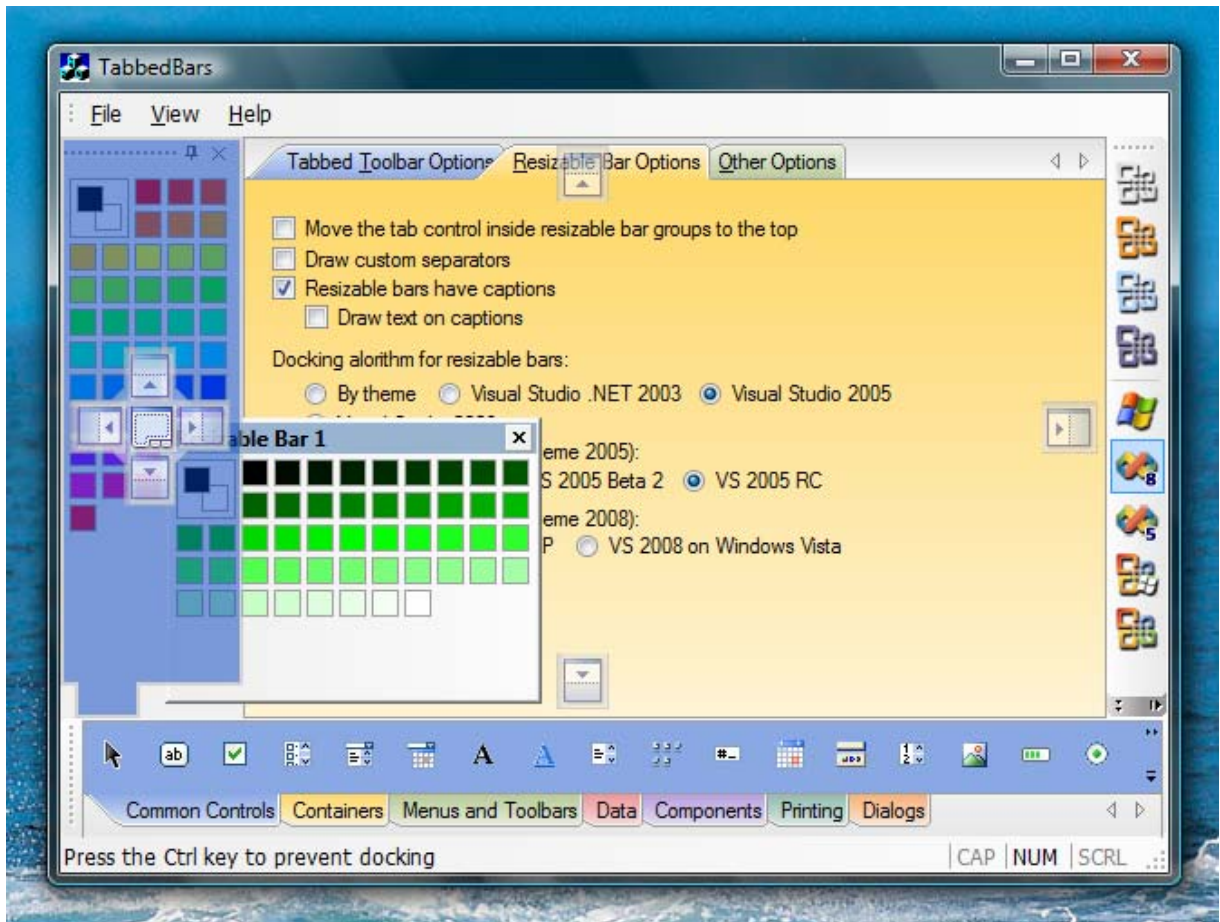 TabbedBars
File View Help
Tabbed Toolbar Options Resizable Bar Options Other Options
Move the tab control inside resizable bar groups to the top
Draw custom separators
Resizable bars have captions
Draw text on captions
Docking alorithm for resizable bars:
By theme Visual Studio .NET 2003 Visual Studio 2005
able Bar 1
eme 2005):
S 2005 Beta 2 VS 2005 RC
eme 2008):
P VS 2008 on Windows Vista
8
5
ab A A #
Common Controls Containers Menus and Toolbars Data Components Printing Dialogs
Press the Ctrl key to prevent docking CAP NUM SCRL